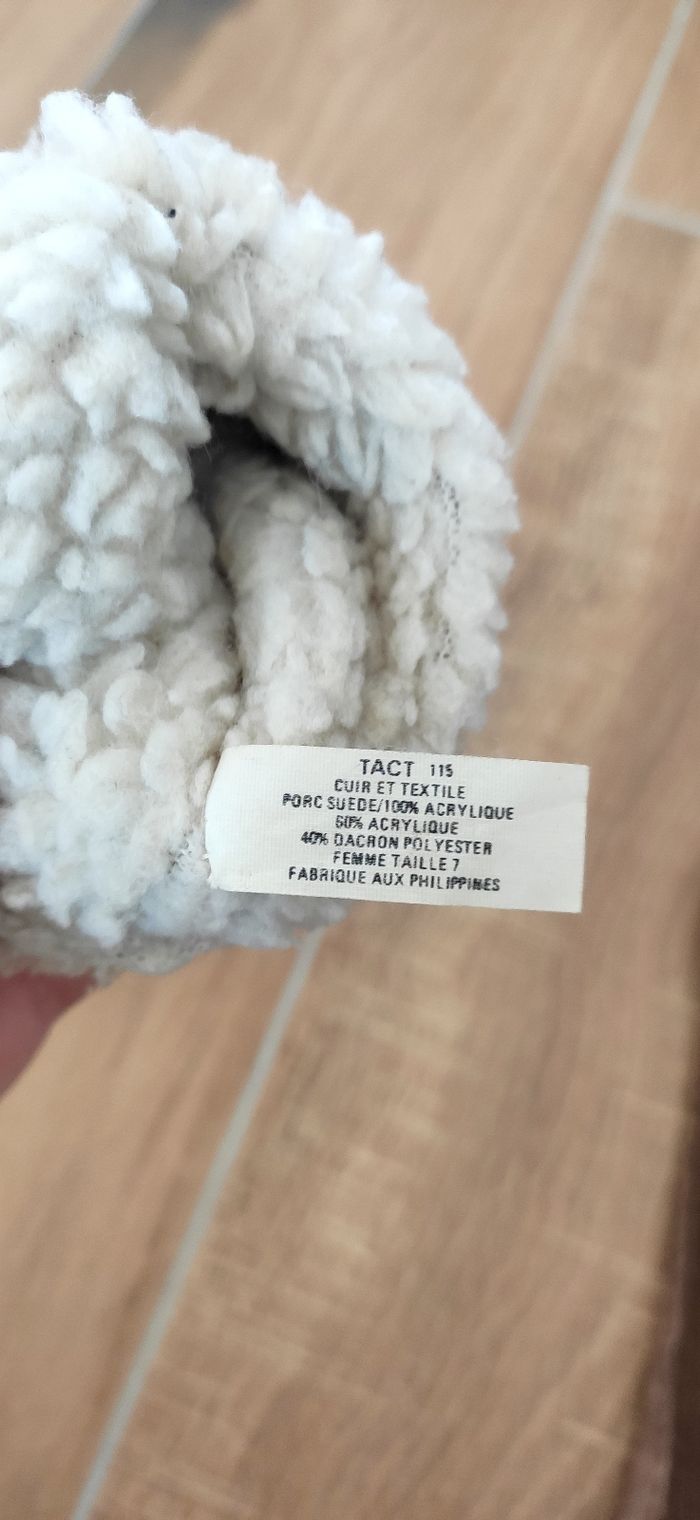 TACT 115
CUIR ET TEXTILE
PORC SUEDE/100% ACRYLIQUE
60% ACRYLIQUE
40% DACRON POLYESTER
FEMME TAILLE 7
FABRIQUE AUX PHILIPPINES